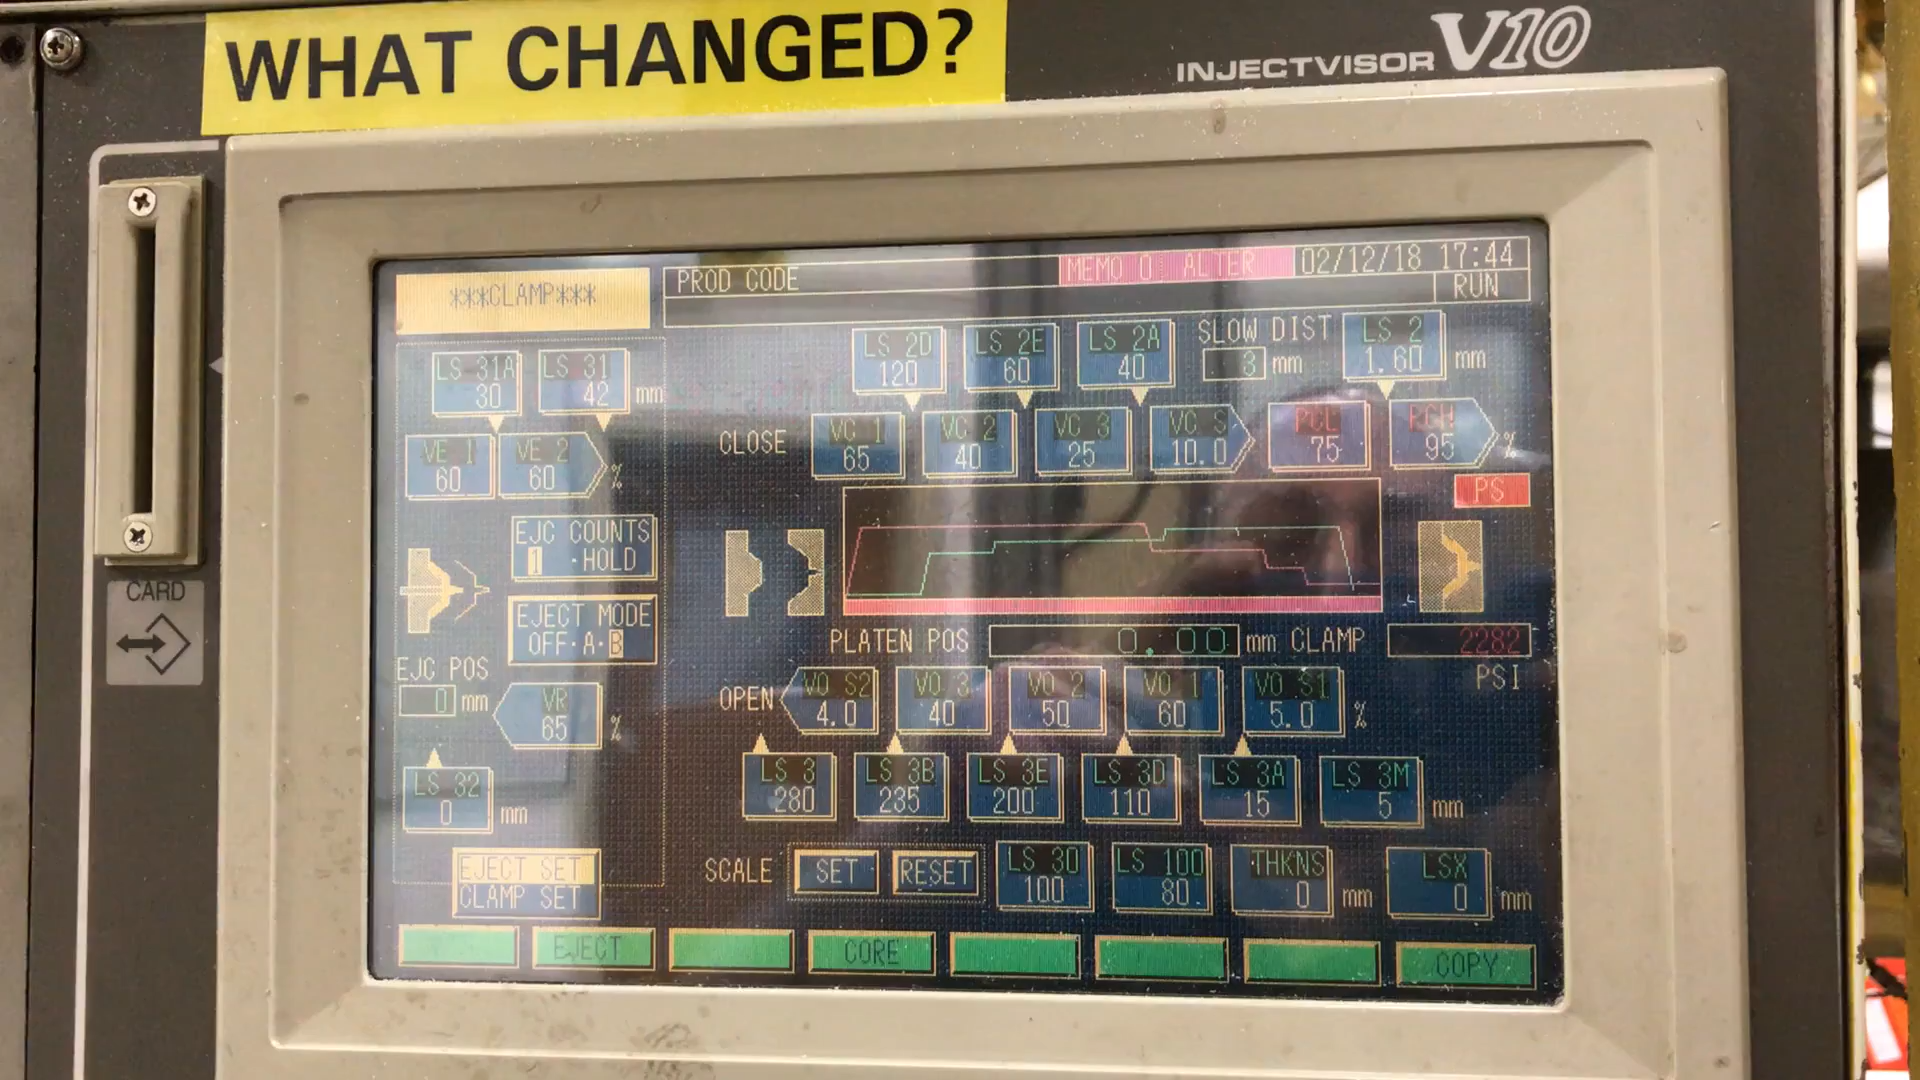 WHAT CHANGED?
INJECTVISOR V10
***CLAMP***
PROD CODE
MEMO 0: ALTER
02/12/18 17:44
RUN
LS 31A
30
LS 31
42
mm
VE 1
60
VE 2
60
%
EJC COUNTS
1 ·HOLD
EJECT MODE
OFF·A·B
EJC POS
0 mm
VR
65
%
LS 32
0
mm
EJECT SET
CLAMP SET
LS 2D
120
LS 2E
60
LS 2A
40
SLOW DIST
3 mm
LS 2
1.60
mm
CLOSE
VC 1
65
VC 2
40
VC 3
25
VC S
10.0
PCL
75
PCH
95
%
PS
PLATEN POS 0.00 mm CLAMP 2282
PSI
OPEN
VO S2
4.0
VO 3
40
VO 2
50
VO 1
60
VO S1
5.0
%
LS 3
280
LS 3B
235
LS 3E
200
LS 3D
110
LS 3A
15
LS 3M
5
mm
SCALE
SET
RESET
LS 30
100
LS 100
80.
THKNS
0
mm
LSX
0
mm
EJECT
CORE
COPY
CARD